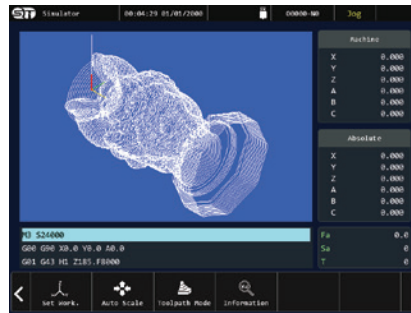 Simulator 00:04:29 01/01/2000 O0000-N0 Jog
Machine
X 0.000
Y 0.000
Z 0.000
A 0.000
B 0.000
C 0.000
Absolute
X 0.000
Y 0.000
Z 0.000
A 0.000
B 0.000
C 0.000
M3 S24000
G00 G90 X0.0 Y0.0 A0.0
G01 G43 H1 Z185.F8000
Fa 0.0
Sa 0
T 0
Set Work. Auto Scale Toolpath Mode Information